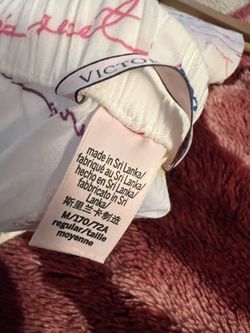 VICTOR
made in Sri Lanka/
fabriqué au Sri Lanka/
hecho en Sri Lanka/
fabbricato in
Sri Lanka/
斯里兰卡制造
M/170/72A
regular/taille
moyenne